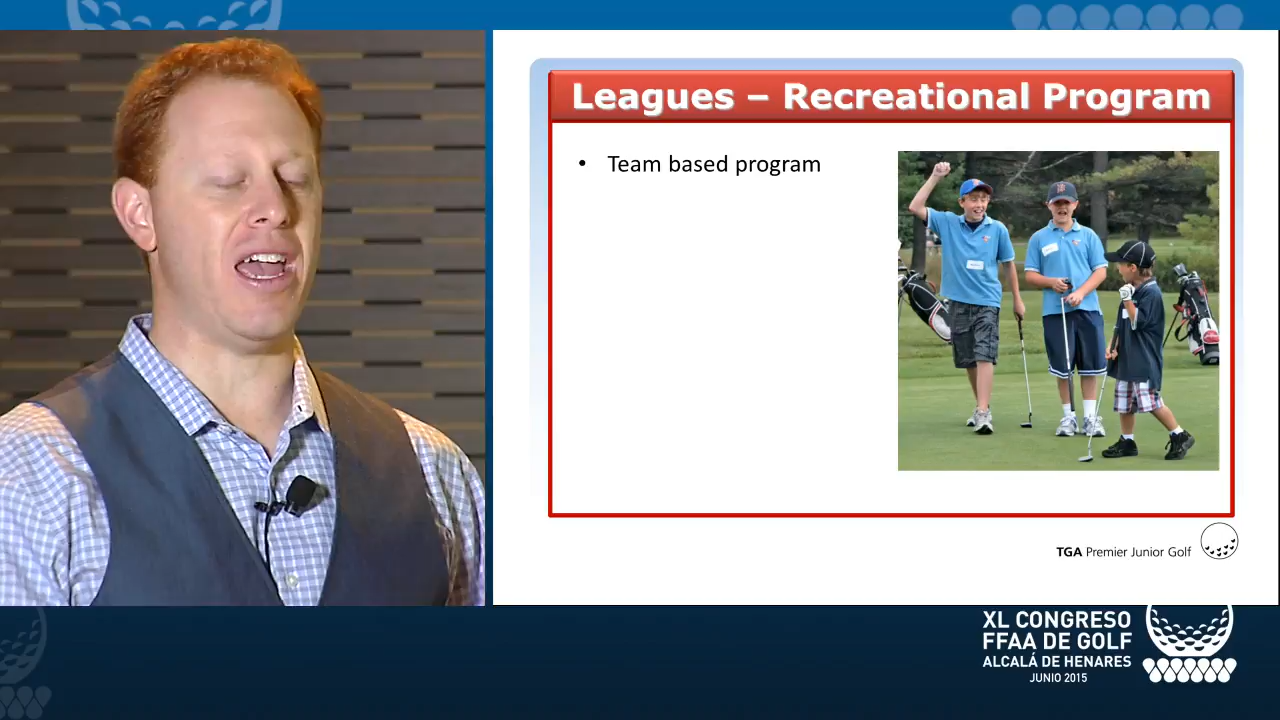 Leagues – Recreational Program
• Team based program
TGA Premier Junior Golf
XL CONGRESO
FFAA DE GOLF
ALCALÁ DE HENARES
JUNIO 2015